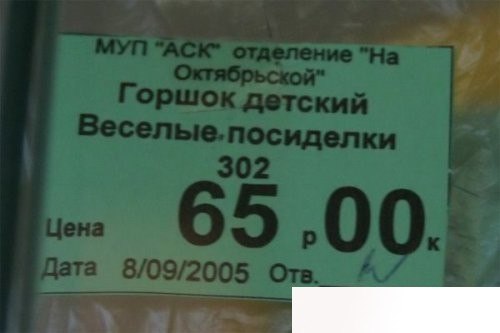 МУП "АСК" отделение "На
Октябрьской"
Горшок детский
Веселые посиделки
302
Цена 65 р 00 к
Дата 8/09/2005 Отв.